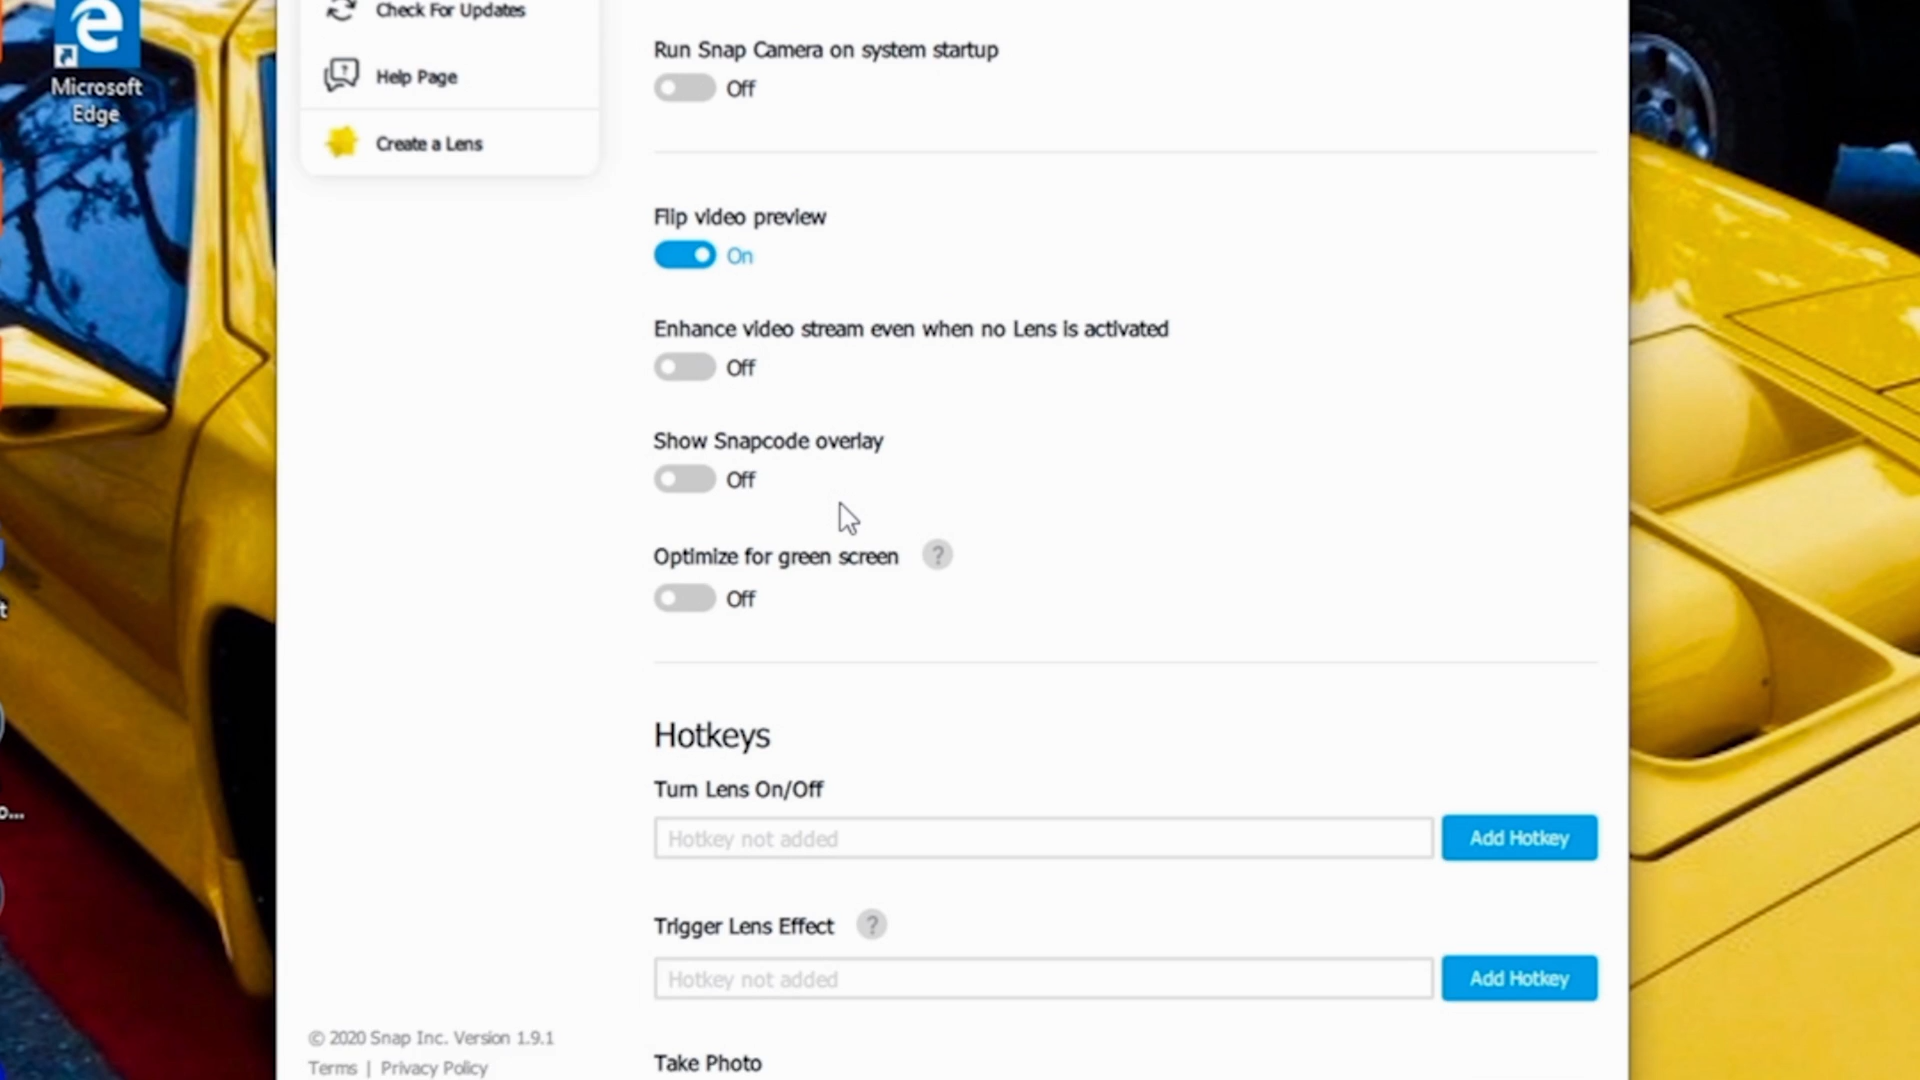 Microsoft
Edge
t
o...
Check For Updates
Help Page
Create a Lens
Run Snap Camera on system startup
Off
Flip video preview
On
Enhance video stream even when no Lens is activated
Off
Show Snapcode overlay
Off
Optimize for green screen ?
Off
Hotkeys
Turn Lens On/Off
Hotkey not added
Add Hotkey
Trigger Lens Effect ?
Hotkey not added
Add Hotkey
Take Photo
© 2020 Snap Inc. Version 1.9.1
Terms | Privacy Policy